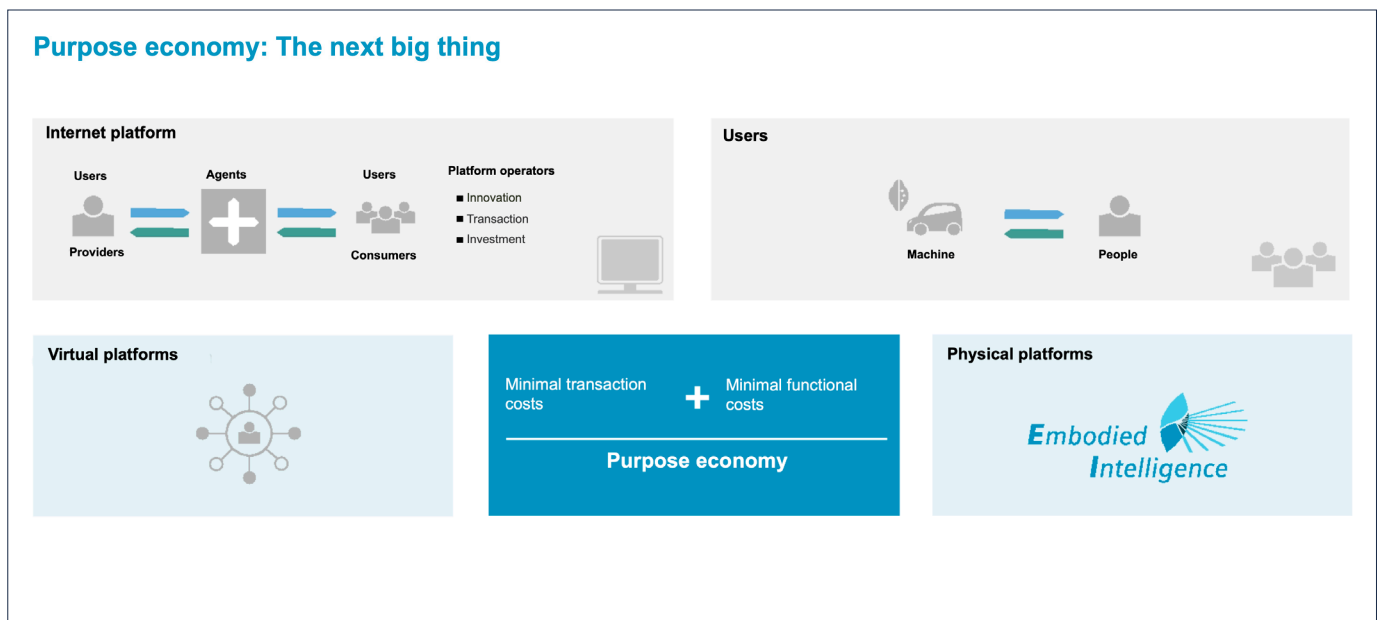 Purpose economy: The next big thing
Internet platform
Users
Agents
Users
Providers
Consumers
Platform operators
■ Innovation
■ Transaction
■ Investment
Users
Machine
People
Virtual platforms
Minimal transaction
costs
+
Minimal functional
costs
Purpose economy
Physical platforms
Embodied
Intelligence